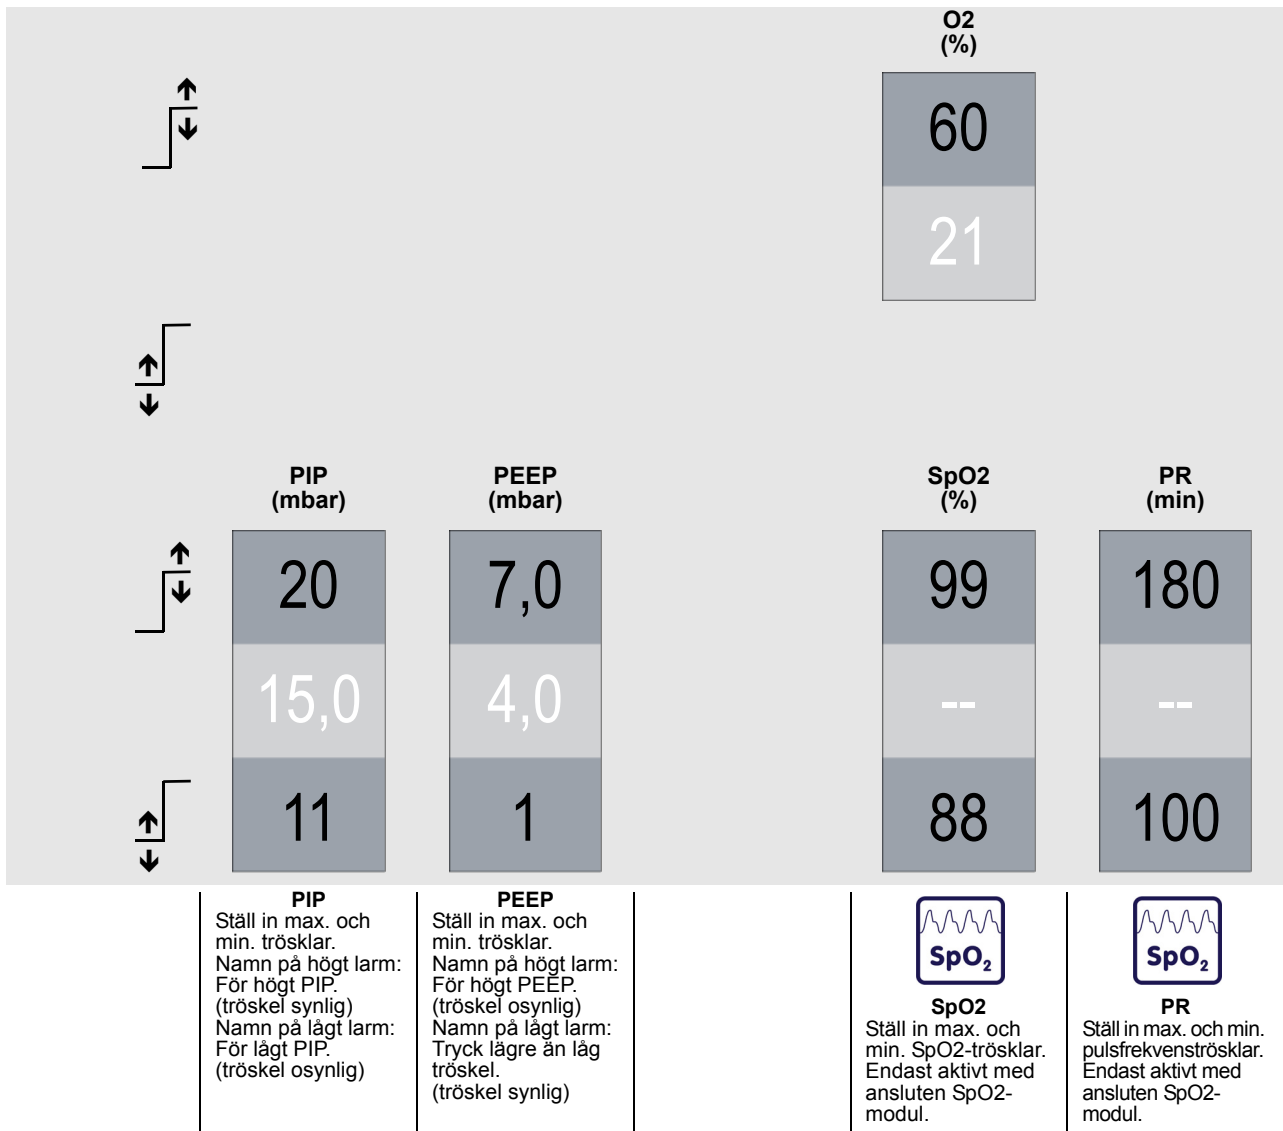 O2
(%)
60
21
PIP
(mbar)
PEEP
(mbar)
SpO2
(%)
PR
(min)
20
7,0
99
180
15,0
4,0
--
--
11
1
88
100
PIP
Ställ in max. och
min. trösklar.
Namn på högt larm:
För högt PIP.
(tröskel synlig)
Namn på lågt larm:
För lågt PIP.
(tröskel osynlig)
PEEP
Ställ in max. och
min. trösklar.
Namn på högt larm:
För högt PEEP.
(tröskel osynlig)
Namn på lågt larm:
Tryck lägre än låg
tröskel.
(tröskel synlig)
SpO2
SpO2
Ställ in max. och
min. SpO2-trösklar.
Endast aktivt med
ansluten SpO2-
modul.
SpO2
PR
Ställ in max. och min.
pulsfrekvenströsklar.
Endast aktivt med
ansluten SpO2-
modul.